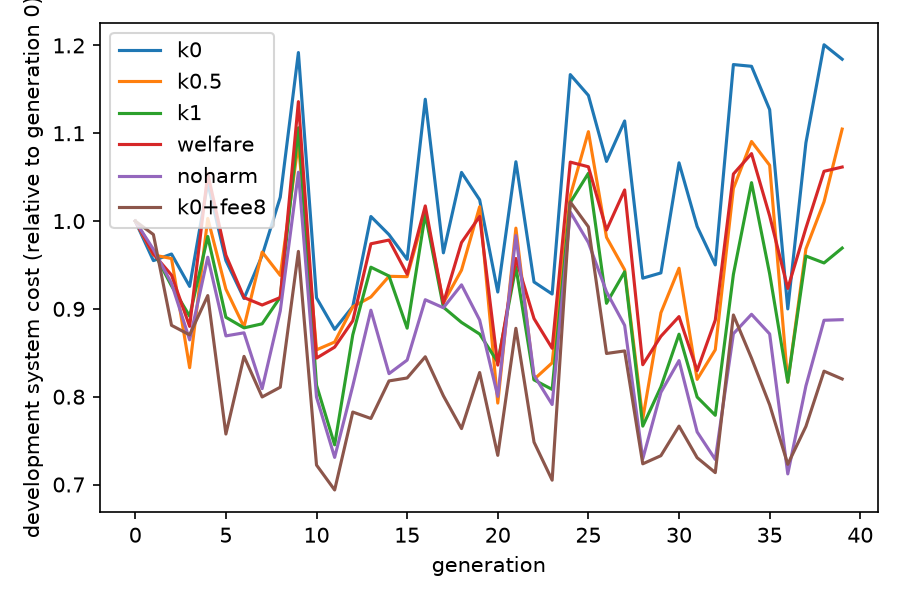 development system cost (relative to generation 0)
1.2
1.1
1.0
0.9
0.8
0.7
k0
k0.5
k1
welfare
noharm
k0+fee8
0 5 10 15 20 25 30 35 40
generation